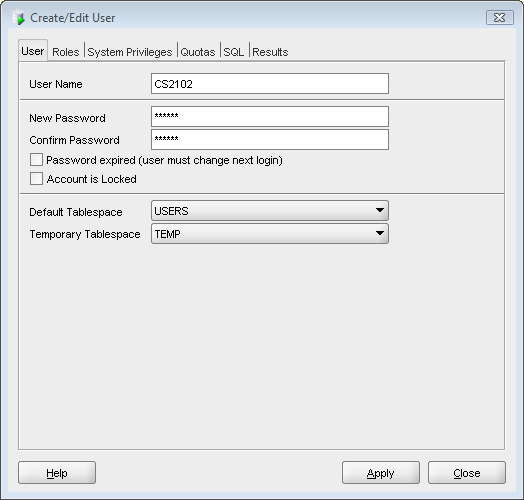 Create/Edit User
User Roles System Privileges Quotas SQL Results
User Name CS2102
New Password ******
Confirm Password ******
Password expired (user must change next login)
Account is Locked
Default Tablespace USERS
Temporary Tablespace TEMP
Help Apply Close